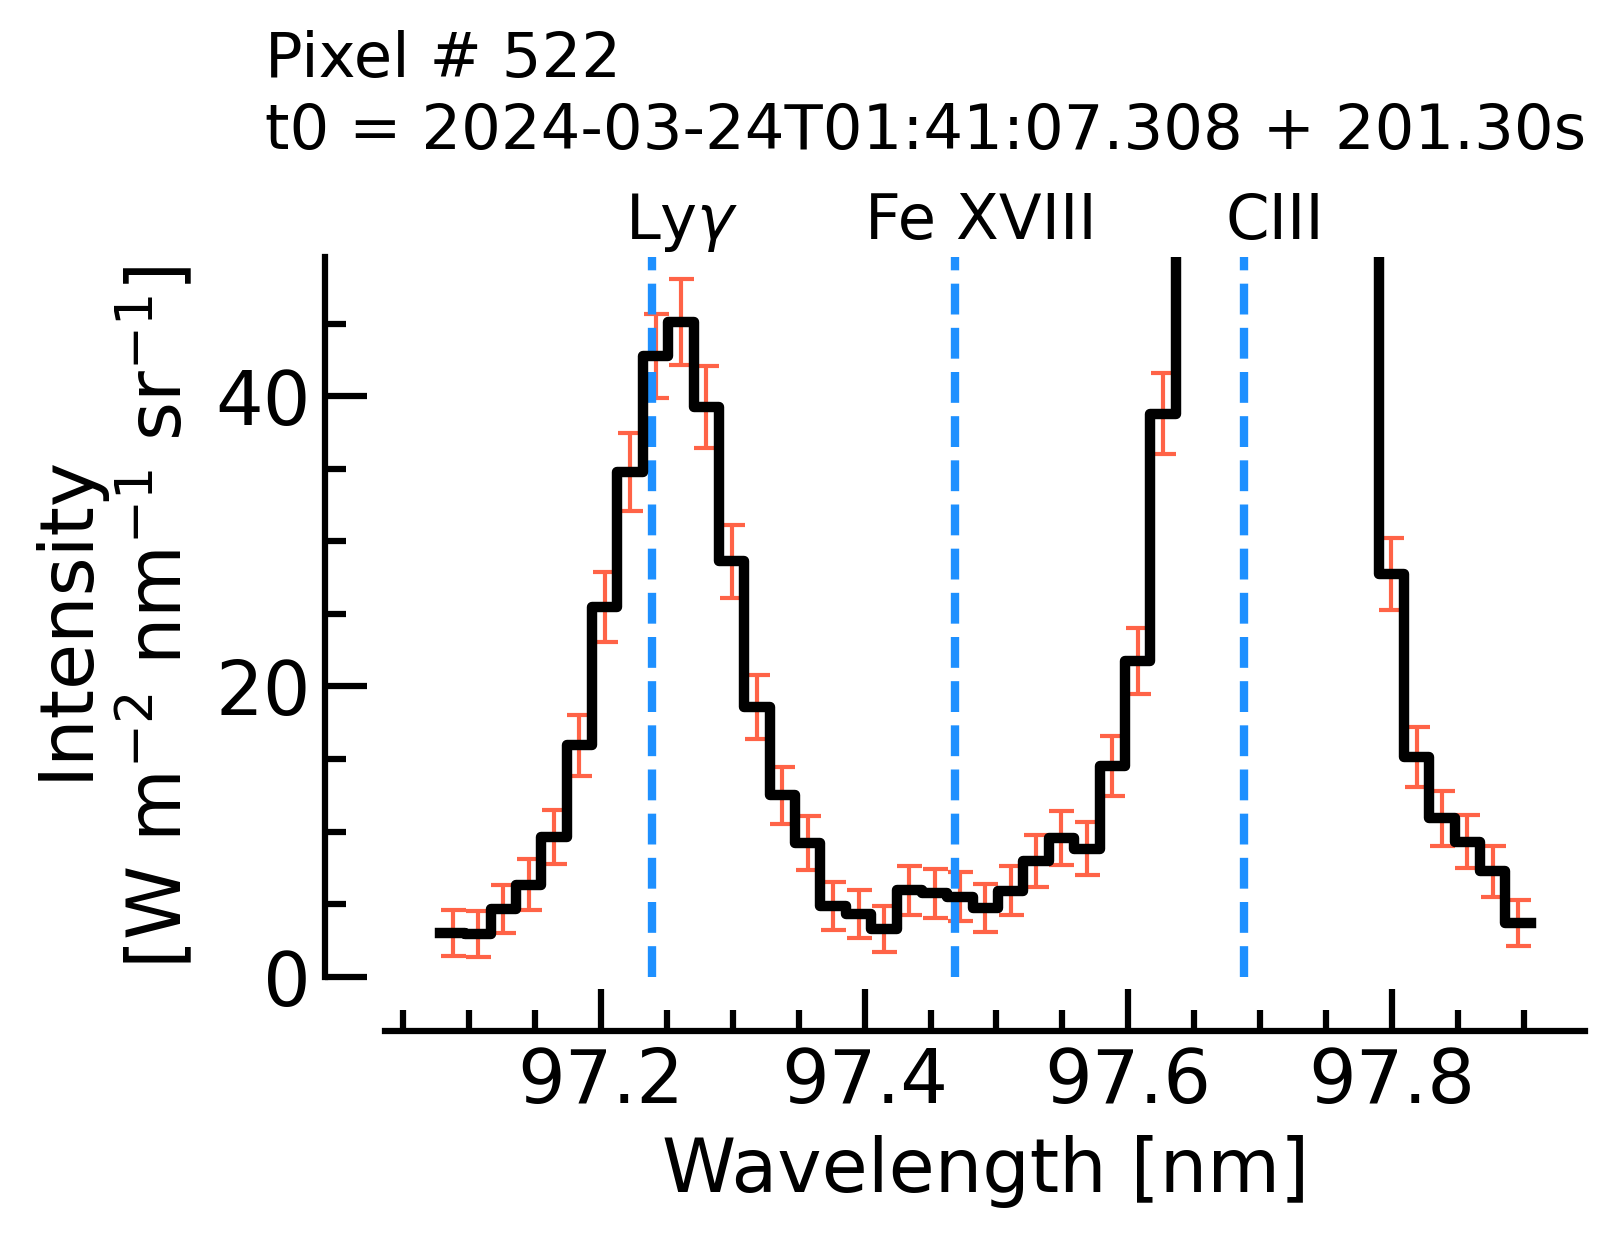 Pixel # 522
t0 = 2024-03-24T01:41:07.308 + 201.30s
Lyγ Fe XVIII CIII
Intensity
[W m⁻² nm⁻¹ sr⁻¹]
40
20
0
97.2 97.4 97.6 97.8
Wavelength [nm]